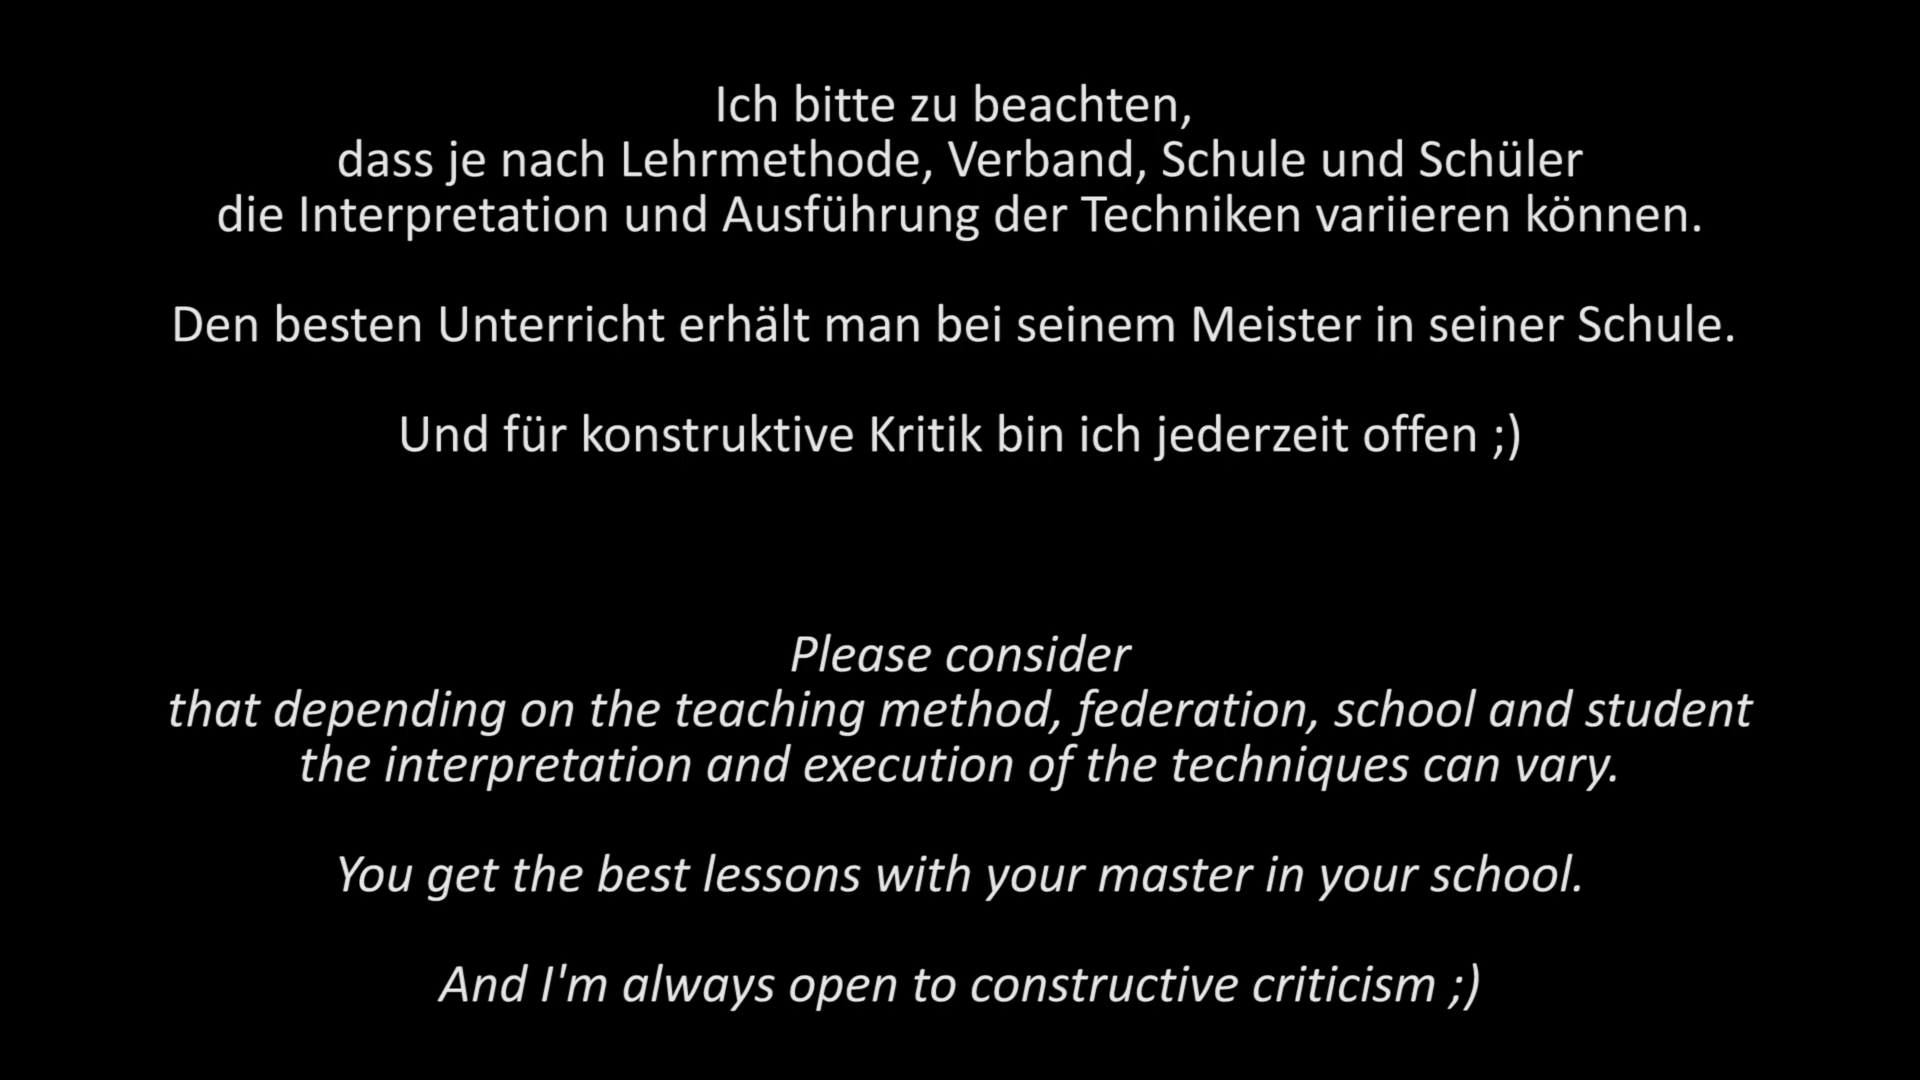 Ich bitte zu beachten,
dass je nach Lehrmethode, Verband, Schule und Schüler
die Interpretation und Ausführung der Techniken variieren können.
Den besten Unterricht erhält man bei seinem Meister in seiner Schule.
Und für konstruktive Kritik bin ich jederzeit offen ;)
Please consider
that depending on the teaching method, federation, school and student
the interpretation and execution of the techniques can vary.
You get the best lessons with your master in your school.
And I'm always open to constructive criticism ;)